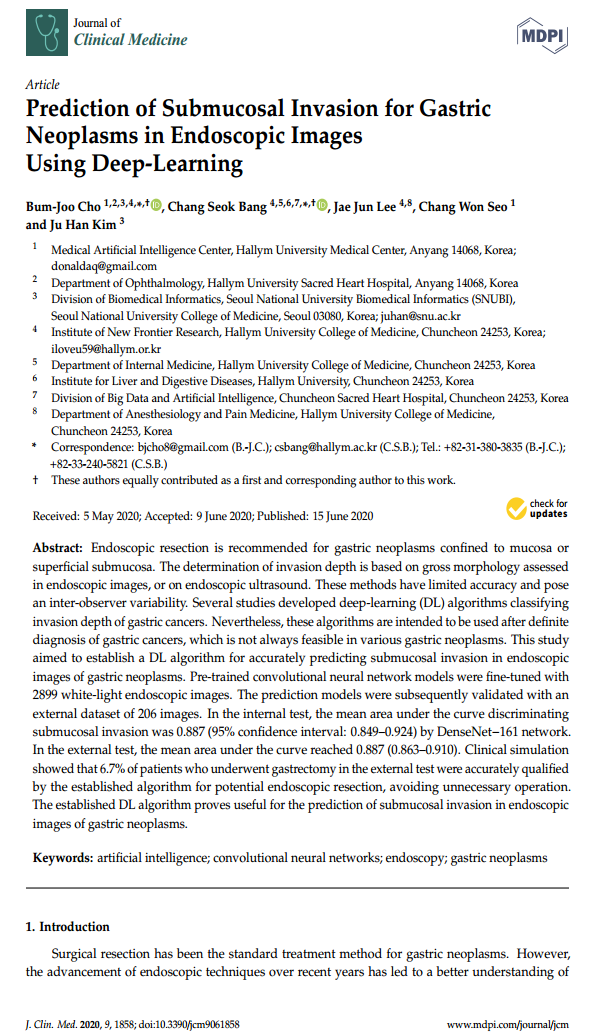 Journal of
Clinical Medicine
MDPI
Article
Prediction of Submucosal Invasion for Gastric
Neoplasms in Endoscopic Images
Using Deep-Learning
Bum-Joo Cho 1,2,3,4,*,† iD, Chang Seok Bang 4,5,6,7,*,† iD, Jae Jun Lee 4,8, Chang Won Seo 1
and Ju Han Kim 3
1 Medical Artificial Intelligence Center, Hallym University Medical Center, Anyang 14068, Korea;
donaldaq@gmail.com
2 Department of Ophthalmology, Hallym University Sacred Heart Hospital, Anyang 14068, Korea
3 Division of Biomedical Informatics, Seoul National University Biomedical Informatics (SNUBI),
Seoul National University College of Medicine, Seoul 03080, Korea; juhan@snu.ac.kr
4 Institute of New Frontier Research, Hallym University College of Medicine, Chuncheon 24253, Korea;
iloveu59@hallym.or.kr
5 Department of Internal Medicine, Hallym University College of Medicine, Chuncheon 24253, Korea
6 Institute for Liver and Digestive Diseases, Hallym University, Chuncheon 24253, Korea
7 Division of Big Data and Artificial Intelligence, Chuncheon Sacred Heart Hospital, Chuncheon 24253, Korea
8 Department of Anesthesiology and Pain Medicine, Hallym University College of Medicine,
Chuncheon 24253, Korea
* Correspondence: bjcho8@gmail.com (B.-J.C.); csbang@hallym.ac.kr (C.S.B.); Tel.: +82-31-380-3835 (B.-J.C.);
+82-33-240-5821 (C.S.B.)
† These authors equally contributed as a first and corresponding author to this work.
check for
updates
Received: 5 May 2020; Accepted: 9 June 2020; Published: 15 June 2020
Abstract: Endoscopic resection is recommended for gastric neoplasms confined to mucosa or
superficial submucosa. The determination of invasion depth is based on gross morphology assessed
in endoscopic images, or on endoscopic ultrasound. These methods have limited accuracy and pose
an inter-observer variability. Several studies developed deep-learning (DL) algorithms classifying
invasion depth of gastric cancers. Nevertheless, these algorithms are intended to be used after definite
diagnosis of gastric cancers, which is not always feasible in various gastric neoplasms. This study
aimed to establish a DL algorithm for accurately predicting submucosal invasion in endoscopic
images of gastric neoplasms. Pre-trained convolutional neural network models were fine-tuned with
2899 white-light endoscopic images. The prediction models were subsequently validated with an
external dataset of 206 images. In the internal test, the mean area under the curve discriminating
submucosal invasion was 0.887 (95% confidence interval: 0.849–0.924) by DenseNet−161 network.
In the external test, the mean area under the curve reached 0.887 (0.863–0.910). Clinical simulation
showed that 6.7% of patients who underwent gastrectomy in the external test were accurately qualified
by the established algorithm for potential endoscopic resection, avoiding unnecessary operation.
The established DL algorithm proves useful for the prediction of submucosal invasion in endoscopic
images of gastric neoplasms.
Keywords: artificial intelligence; convolutional neural networks; endoscopy; gastric neoplasms
1. Introduction
Surgical resection has been the standard treatment method for gastric neoplasms. However,
the advancement of endoscopic techniques over recent years has led to a better understanding of
J. Clin. Med. 2020, 9, 1858; doi:10.3390/jcm9061858
www.mdpi.com/journal/jcm